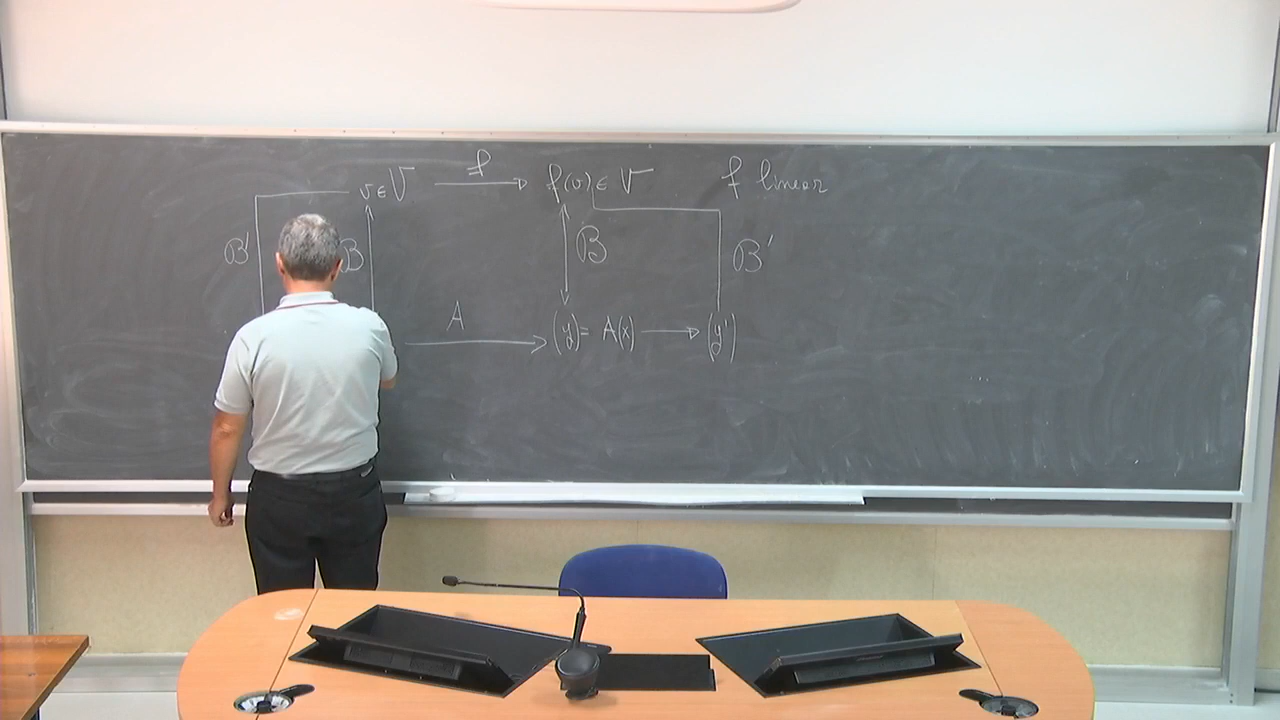 v ∈ V f f(v) ∈ V f linear
B' B B B'
A (y) = A(x) (y')